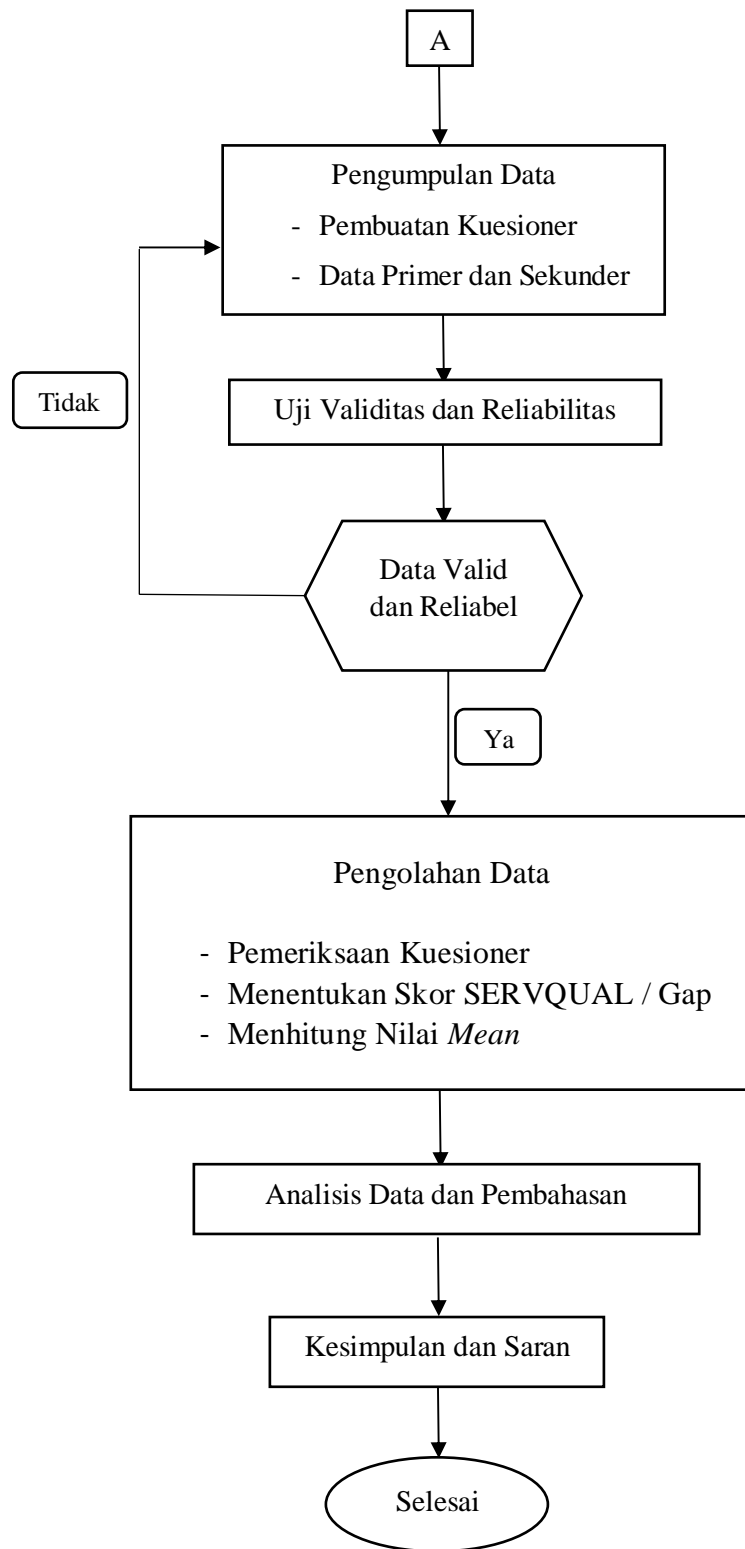 A
Pengumpulan Data
- Pembuatan Kuesioner
- Data Primer dan Sekunder
Tidak
Uji Validitas dan Reliabilitas
Data Valid
dan Reliabel
Ya
Pengolahan Data
- Pemeriksaan Kuesioner
- Menentukan Skor SERVQUAL / Gap
- Menhitung Nilai Mean
Analisis Data dan Pembahasan
Kesimpulan dan Saran
Selesai